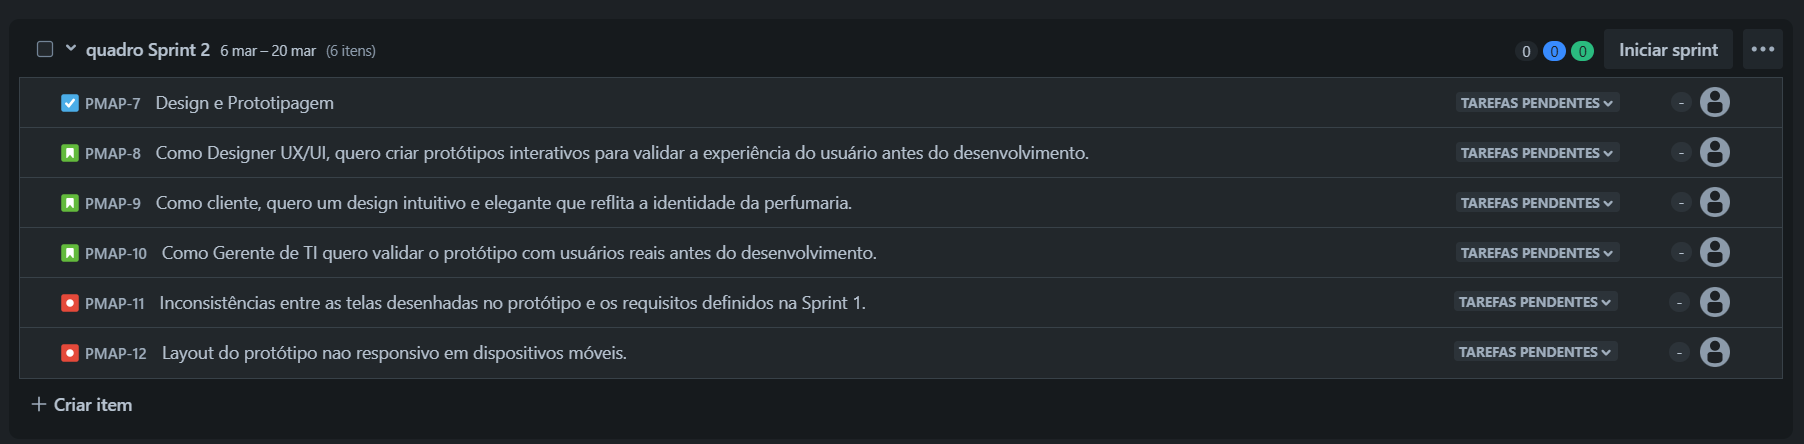 quadro Sprint 2 6 mar – 20 mar (6 itens) 0 0 0 Iniciar sprint
PMAP-7 Design e Prototipagem TAREFAS PENDENTES -
PMAP-8 Como Designer UX/UI, quero criar protótipos interativos para validar a experiência do usuário antes do desenvolvimento. TAREFAS PENDENTES -
PMAP-9 Como cliente, quero um design intuitivo e elegante que reflita a identidade da perfumaria. TAREFAS PENDENTES -
PMAP-10 Como Gerente de TI quero validar o protótipo com usuários reais antes do desenvolvimento. TAREFAS PENDENTES -
PMAP-11 Inconsistências entre as telas desenhadas no protótipo e os requisitos definidos na Sprint 1. TAREFAS PENDENTES -
PMAP-12 Layout do protótipo nao responsivo em dispositivos móveis. TAREFAS PENDENTES -
+ Criar item